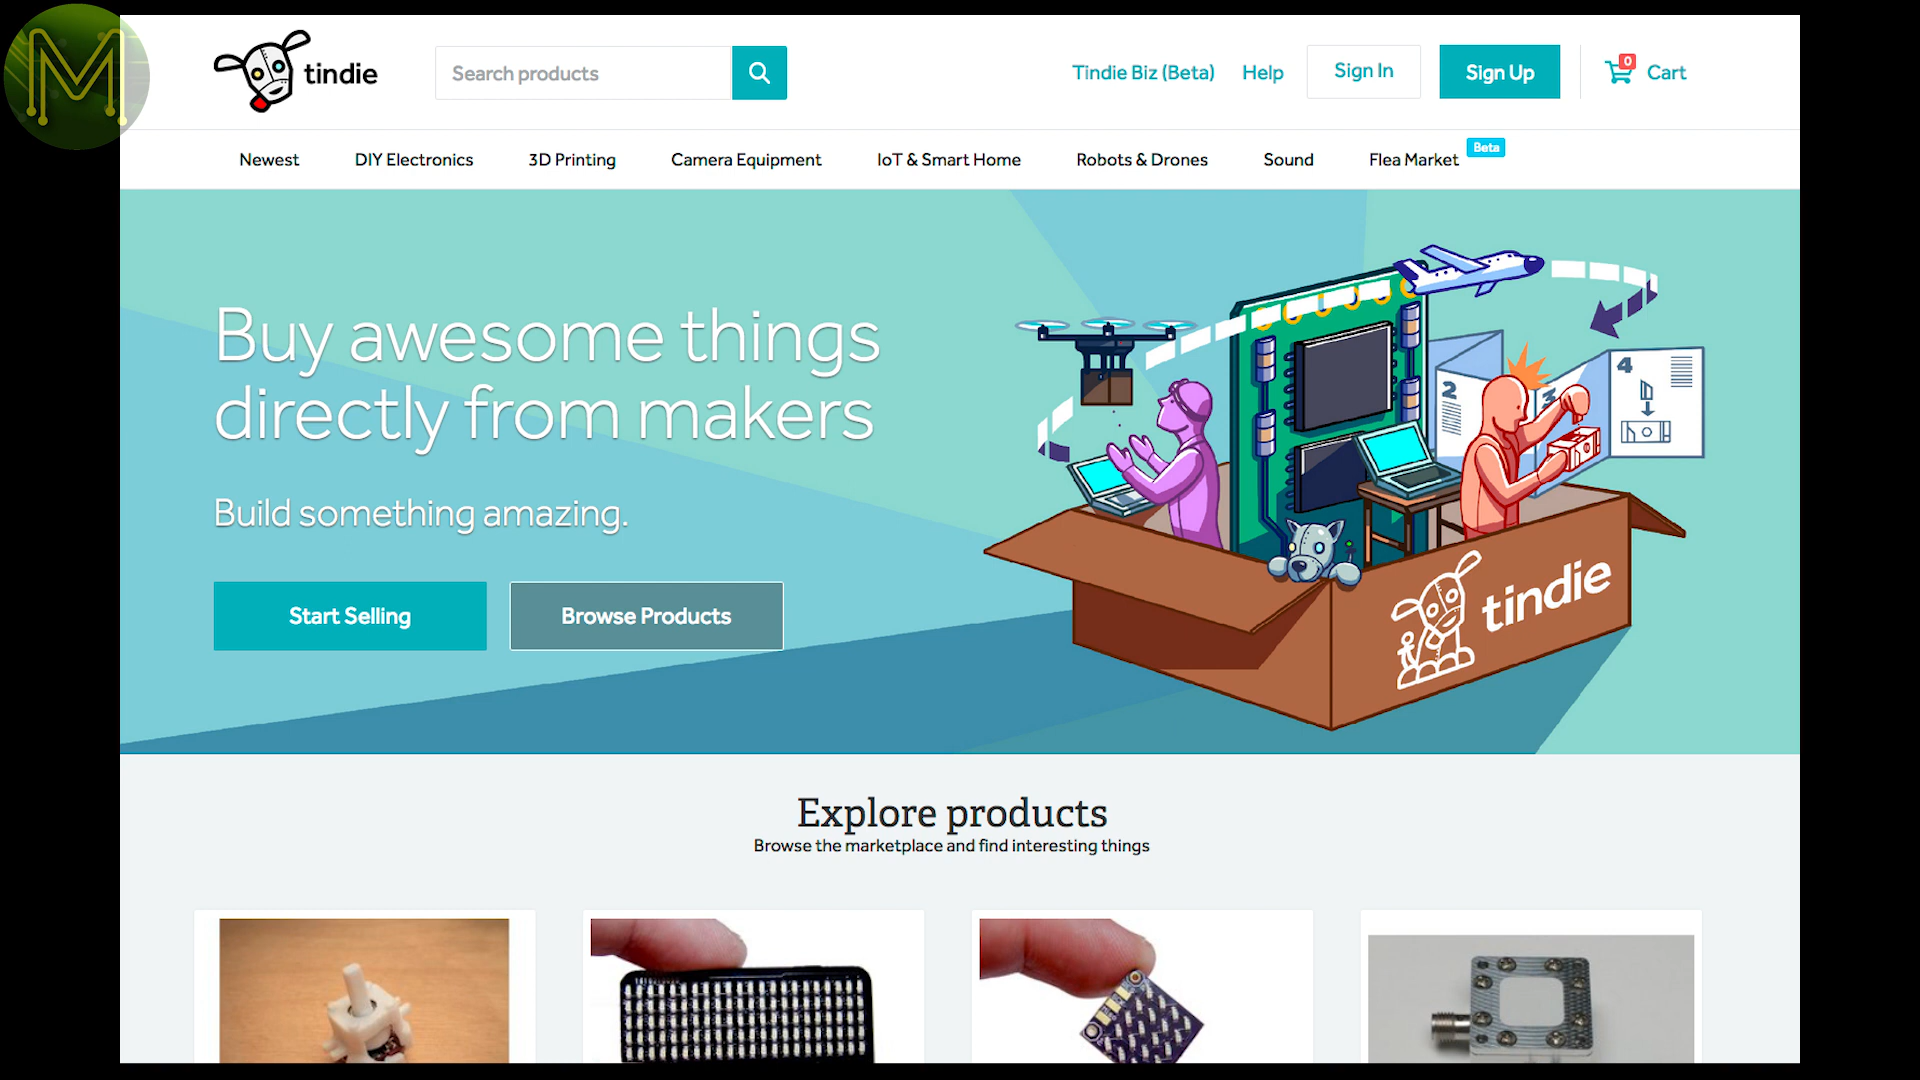 M
tindie
Search products
Tindie Biz (Beta)
Help
Sign In
Sign Up
0
Cart
Newest
DIY Electronics
3D Printing
Camera Equipment
IoT & Smart Home
Robots & Drones
Sound
Flea Market
Beta
Buy awesome things
directly from makers
Build something amazing.
Start Selling
Browse Products
2
3
4
tindie
Explore products
Browse the marketplace and find interesting things